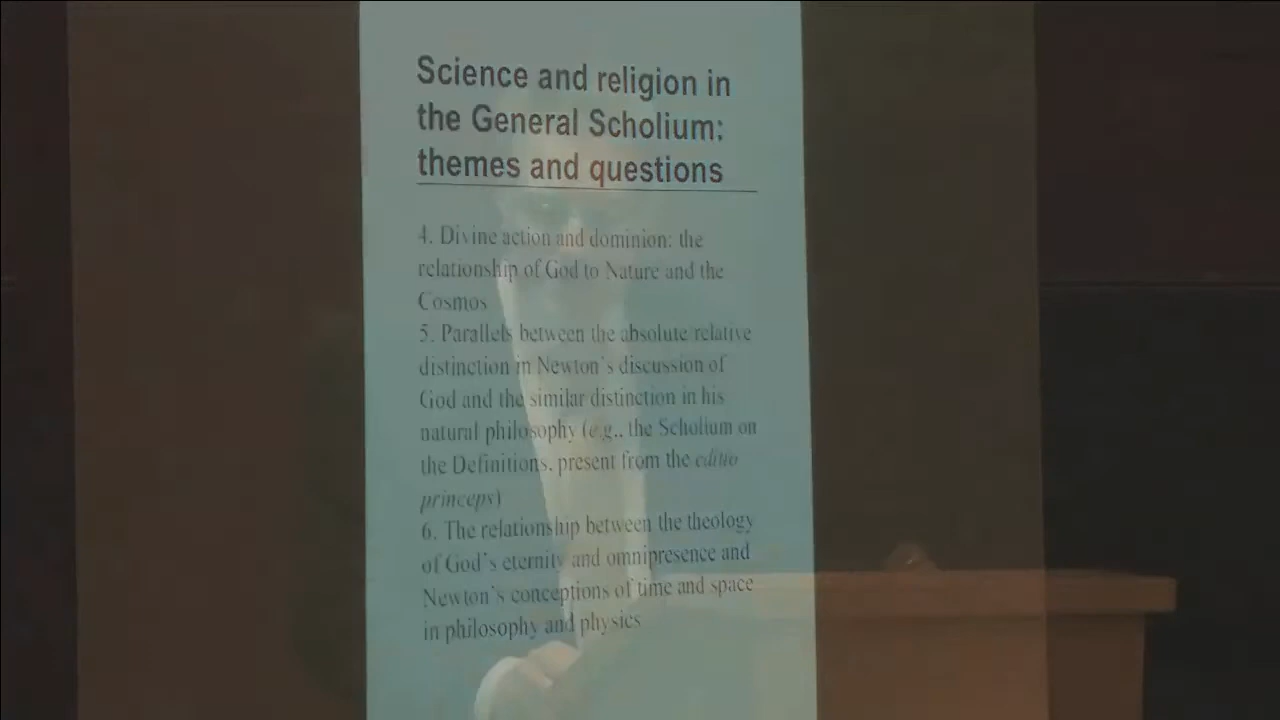 Science and religion in
the General Scholium:
themes and questions
4. Divine action and dominion: the
relationship of God to Nature and the
Cosmos
5. Parallels between the absolute/relative
distinction in Newton's discussion of
God and the similar distinction in his
natural philosophy (e.g., the Scholium on
the Definitions, present from the editio
princeps)
6. The relationship between the theology
of God's eternity and omnipresence and
Newton's conceptions of time and space
in philosophy and physics